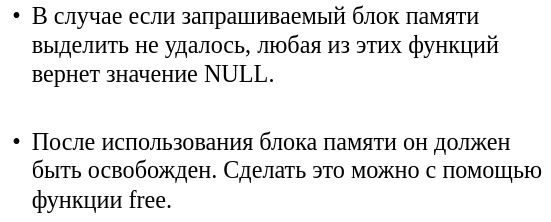 • В случае если запрашиваемый блок памяти
выделить не удалось, любая из этих функций
вернет значение NULL.
• После использования блока памяти он должен
быть освобожден. Сделать это можно с помощью
функции free.